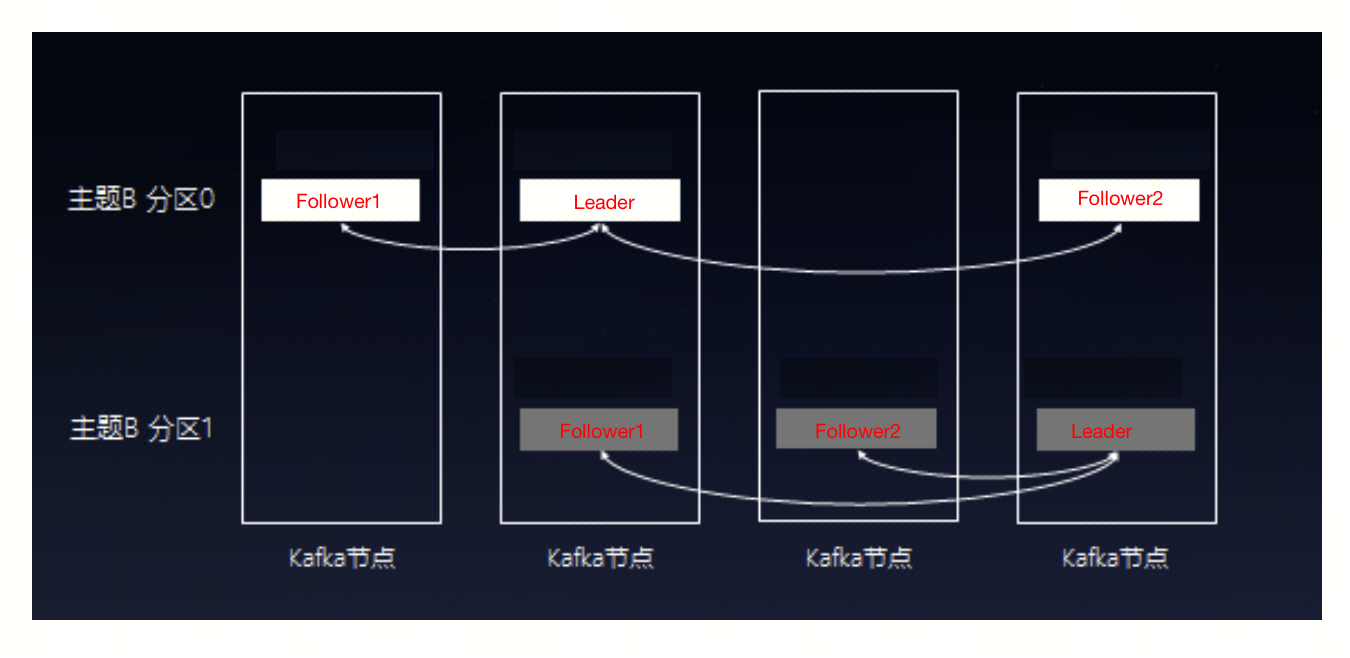 主题B 分区0
Follower1
Leader
Follower2
主题B 分区1
Follower1
Follower2
Leader
Kafka节点
Kafka节点
Kafka节点
Kafka节点